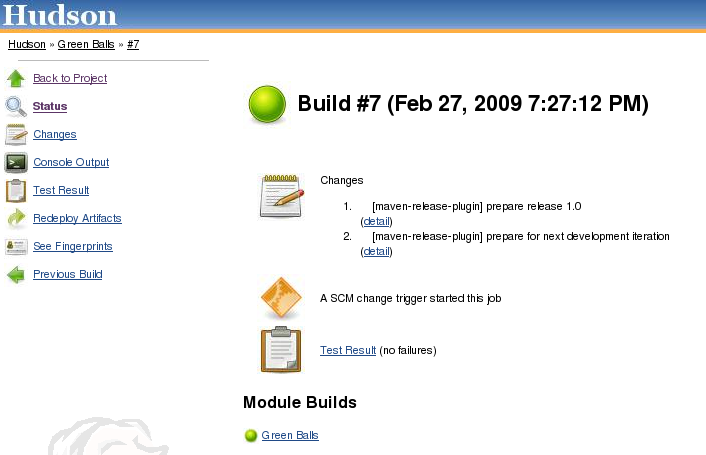 Hudson
Hudson » Green Balls » #7
Back to Project
Status
Changes
Console Output
Test Result
Redeploy Artifacts
See Fingerprints
Previous Build
Build #7 (Feb 27, 2009 7:27:12 PM)
Changes
1. [maven-release-plugin] prepare release 1.0
(detail)
2. [maven-release-plugin] prepare for next development iteration
(detail)
A SCM change trigger started this job
Test Result (no failures)
Module Builds
Green Balls